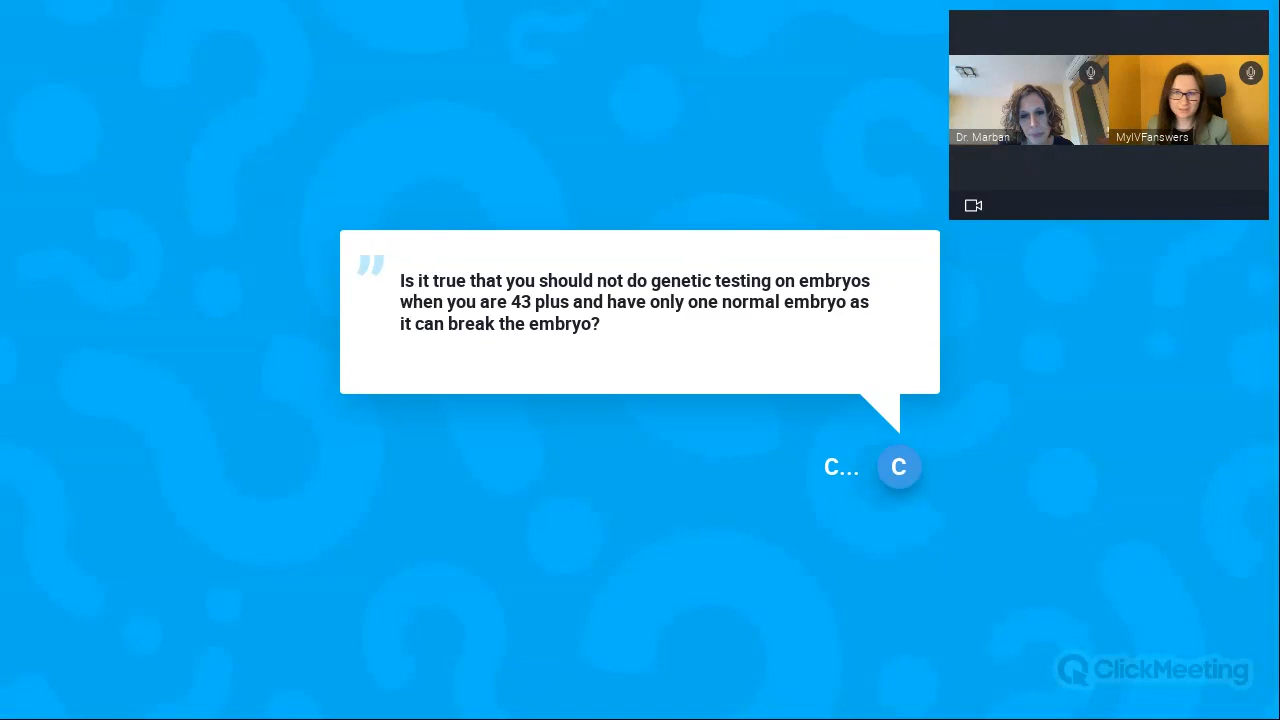 Dr. Marban
MyIVFanswers
Is it true that you should not do genetic testing on embryos
when you are 43 plus and have only one normal embryo as
it can break the embryo?
C...
C
ClickMeeting